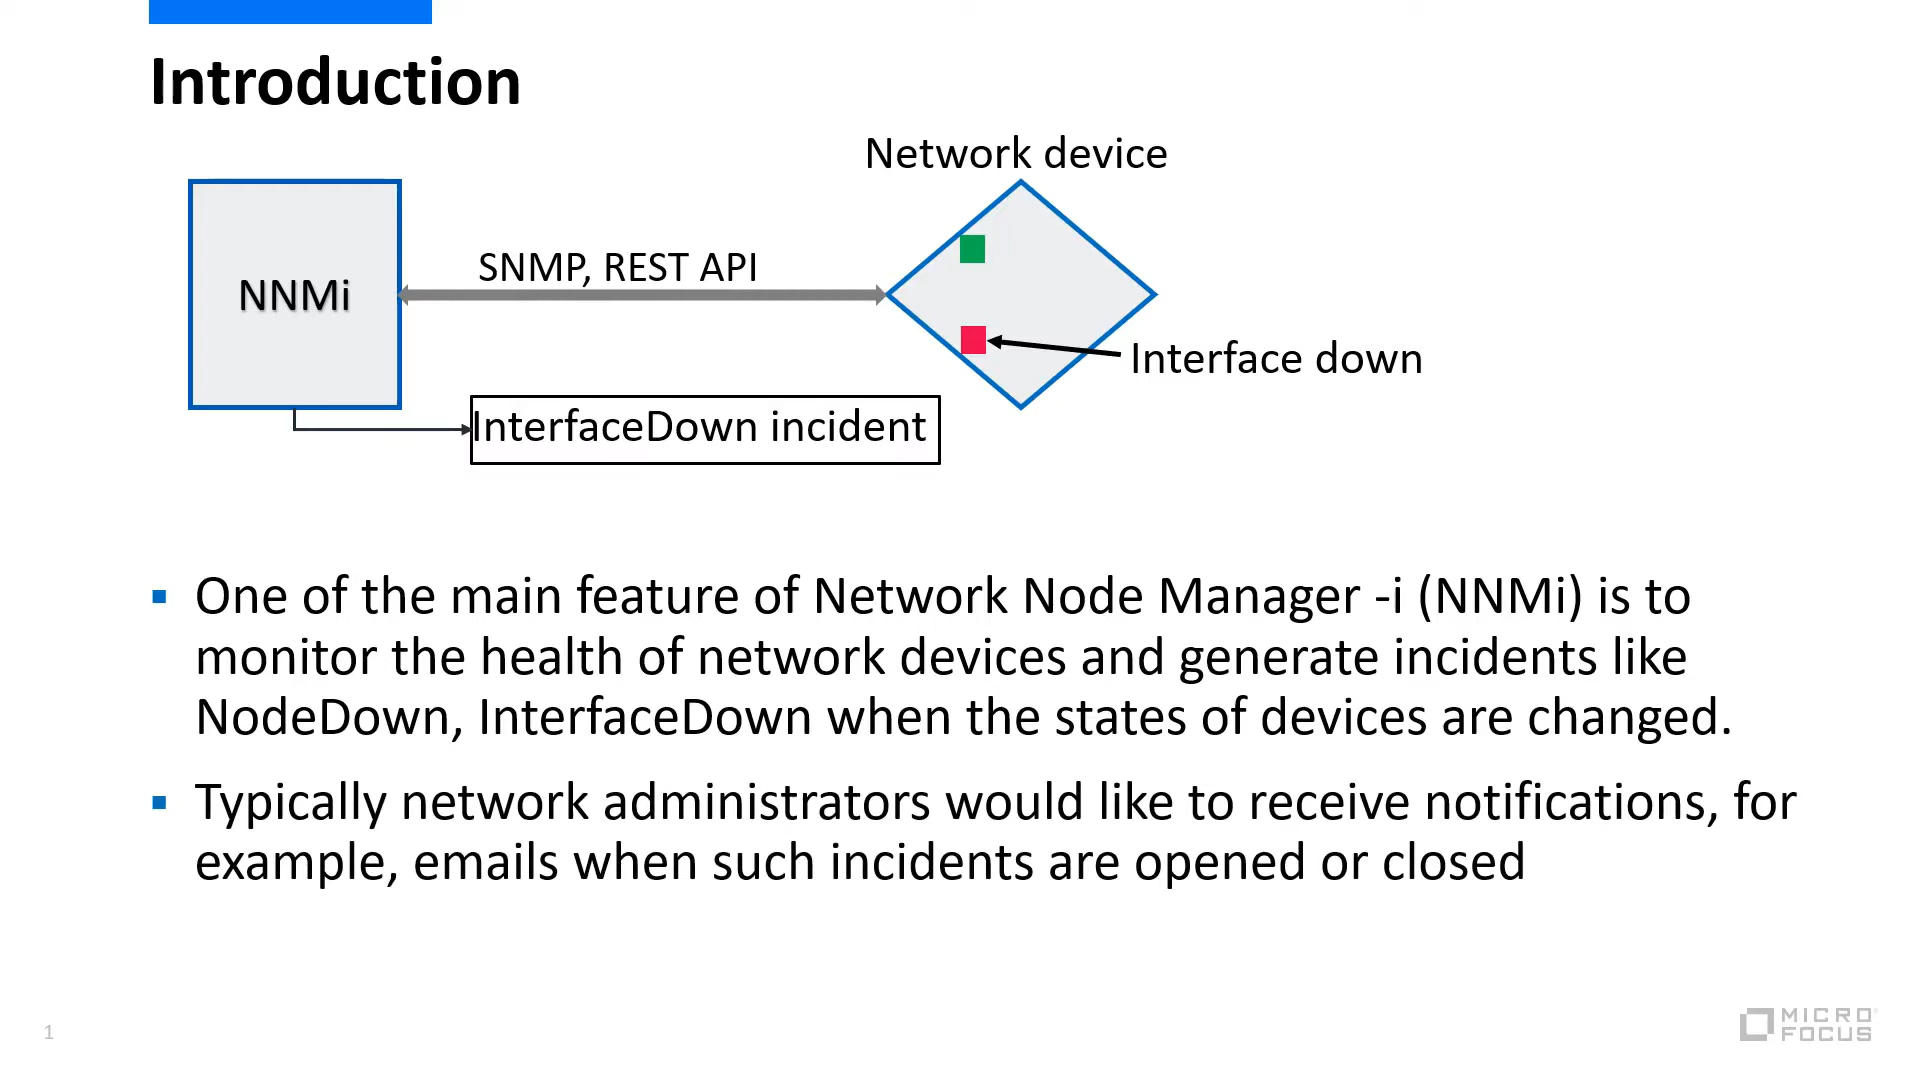 Introduction
Network device
SNMP, REST API
NNMi
Interface down
InterfaceDown incident
▪ One of the main feature of Network Node Manager -i (NNMi) is to
monitor the health of network devices and generate incidents like
NodeDown, InterfaceDown when the states of devices are changed.
▪ Typically network administrators would like to receive notifications, for
example, emails when such incidents are opened or closed
1
MICRO
FOCUS